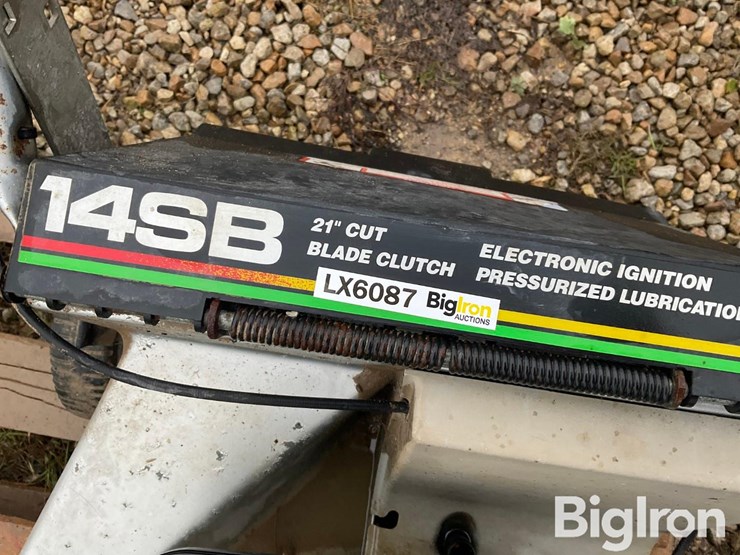 14SB
21" CUT
BLADE CLUTCH
ELECTRONIC IGNITION
PRESSURIZED LUBRICATION
LX6087 BigIron
AUCTIONS
BigIron